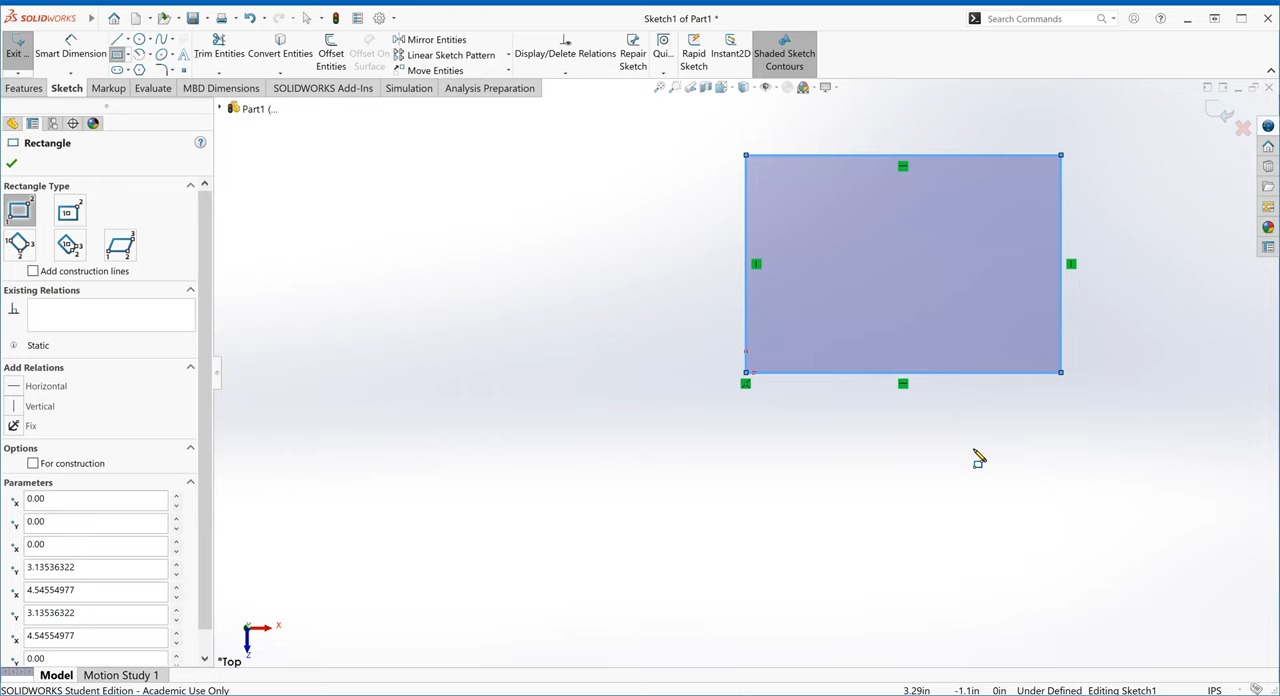 SOLIDWORKS
Sketch1 of Part1 *
Search Commands
Exit ...
Smart Dimension
Trim Entities
Convert Entities
Offset
Entities
Offset On
Surface
Mirror Entities
Linear Sketch Pattern
Move Entities
Display/Delete Relations
Repair
Sketch
Qui...
Rapid
Sketch
Instant2D
Shaded Sketch
Contours
Features
Sketch
Markup
Evaluate
MBD Dimensions
SOLIDWORKS Add-Ins
Simulation
Analysis Preparation
Part1 (...
Rectangle
Rectangle Type
Add construction lines
Existing Relations
Static
Add Relations
Horizontal
Vertical
Fix
Options
For construction
Parameters
0.00
0.00
0.00
3.13536322
4.54554977
3.13536322
4.54554977
0.00
X
Y
Z
*Top
Model
Motion Study 1
SOLIDWORKS Student Edition - Academic Use Only
3.29in
-1.1in
0in
Under Defined
Editing Sketch1
IPS